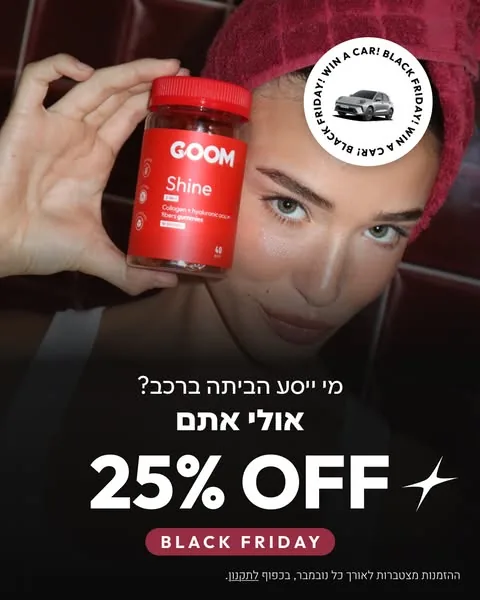 BLACK FRIDAY! WIN A CAR! BLACK FRIDAY! WIN A CAR!
GOOM
Shine
Collagen + hyaluronic acid +
fibers gummies
40
מי ייסע הביתה ברכב?
אולי אתם
25% OFF
BLACK FRIDAY
ההזמנות מצטברות לאורך כל נובמבר, בכפוף לתקנון.